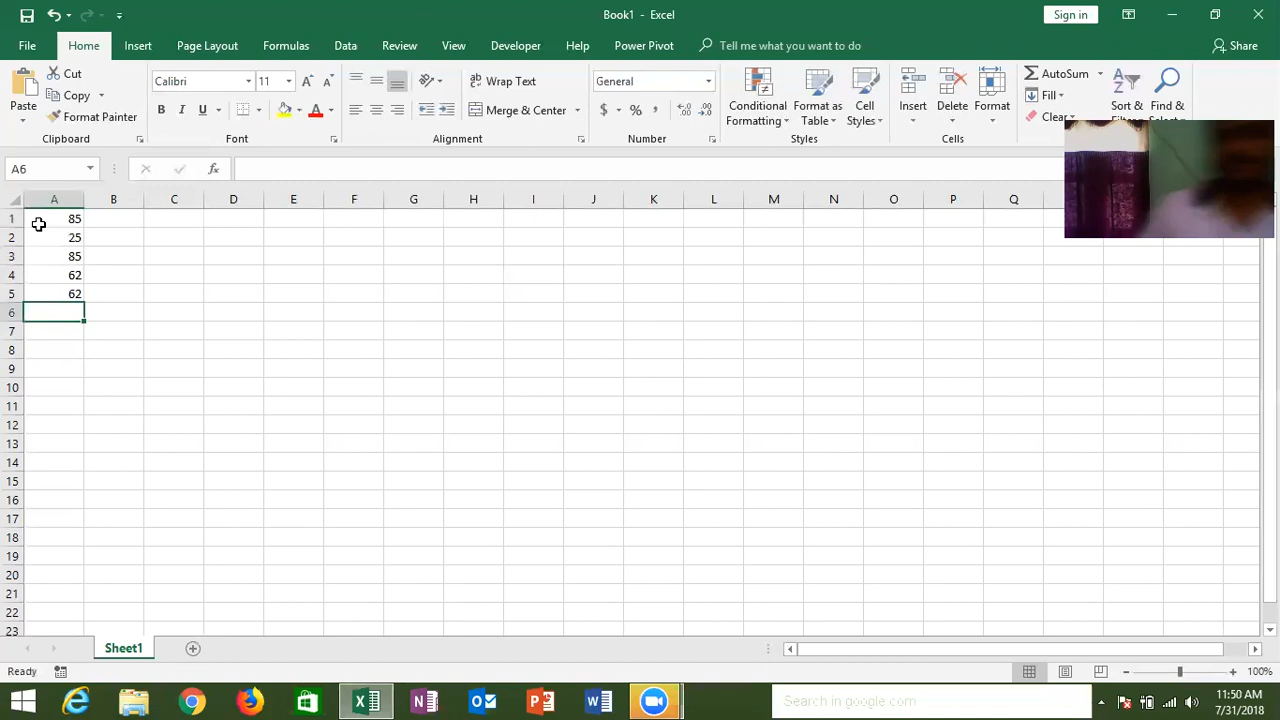 Book1 - Excel
Sign in
File Home Insert Page Layout Formulas Data Review View Developer Help Power Pivot Tell me what you want to do Share
Paste
Cut
Copy
Format Painter
Clipboard
Calibri 11
B I U
Font
Wrap Text
Merge & Center
Alignment
General
$ % ,
Number
Conditional Formatting
Format as Table
Cell Styles
Styles
Insert
Delete
Format
Cells
AutoSum
Fill
Clear
Sort &
Find &
A6
fx
A B C D E F G H I J K L M N O P Q
1 85
2 25
3 85
4 62
5 62
6
7
8
9
10
11
12
13
14
15
16
17
18
19
20
21
22
23
Sheet1
Ready
100%
Search in google.com
11:50 AM
7/31/2018